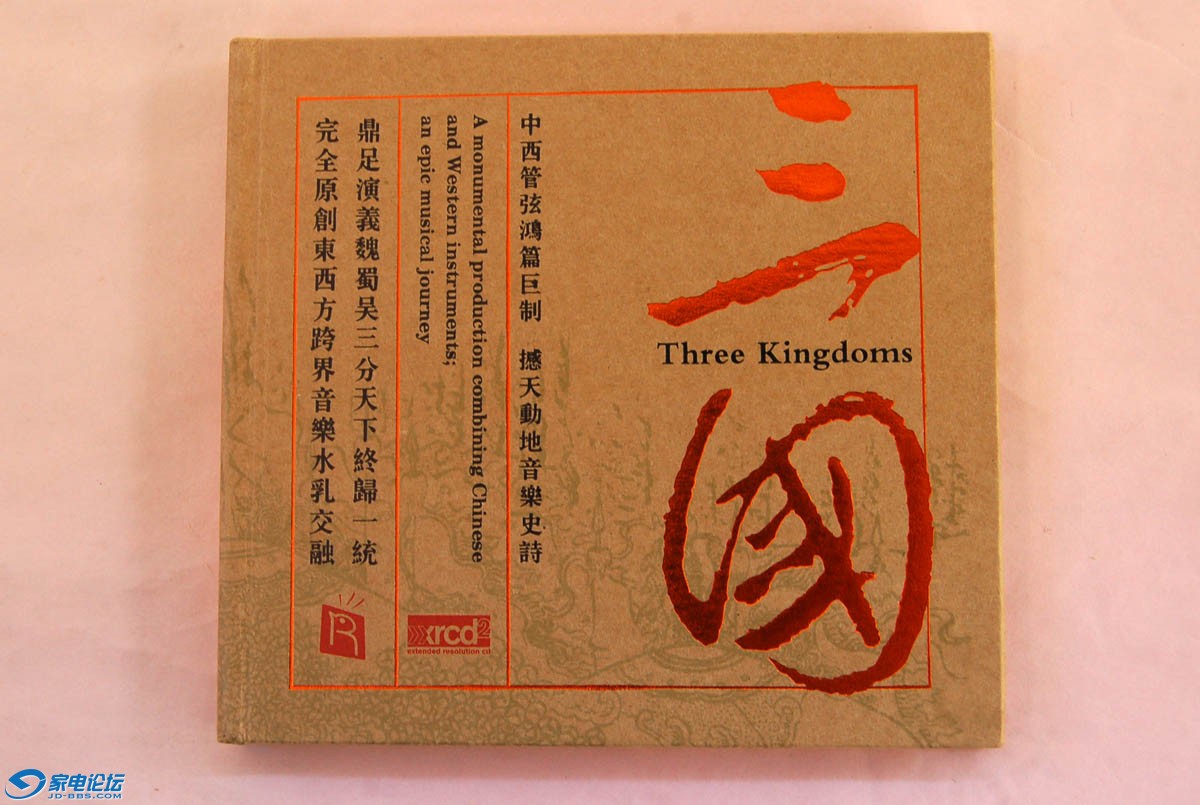 三國
Three Kingdoms
中西管弦鴻篇巨制 撼天動地音樂史詩
A monumental production combining Chinese
and Western instruments;
an epic musical journey
鼎足演義魏蜀吴三分天下終歸一統
完全原創東西方跨界音樂水乳交融
R
xrcd2
extended resolution cd
家电论坛
JD-BBS.COM